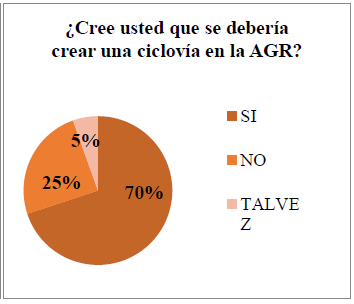 ¿Cree usted que se debería
crear una ciclovía en la AGR?
5%
25%
70%
SI
NO
TALVE
Z